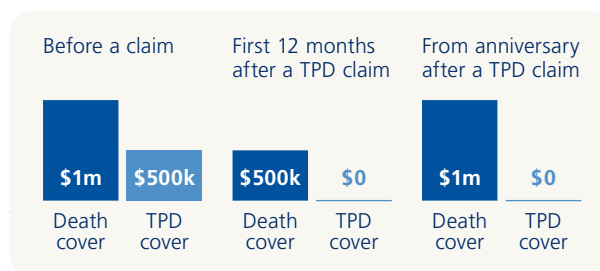 Before a claim
First 12 months
after a TPD claim
From anniversary
after a TPD claim
$1m
$500k
$500k
$0
$1m
$0
Death
cover
TPD
cover
Death
cover
TPD
cover
Death
cover
TPD
cover